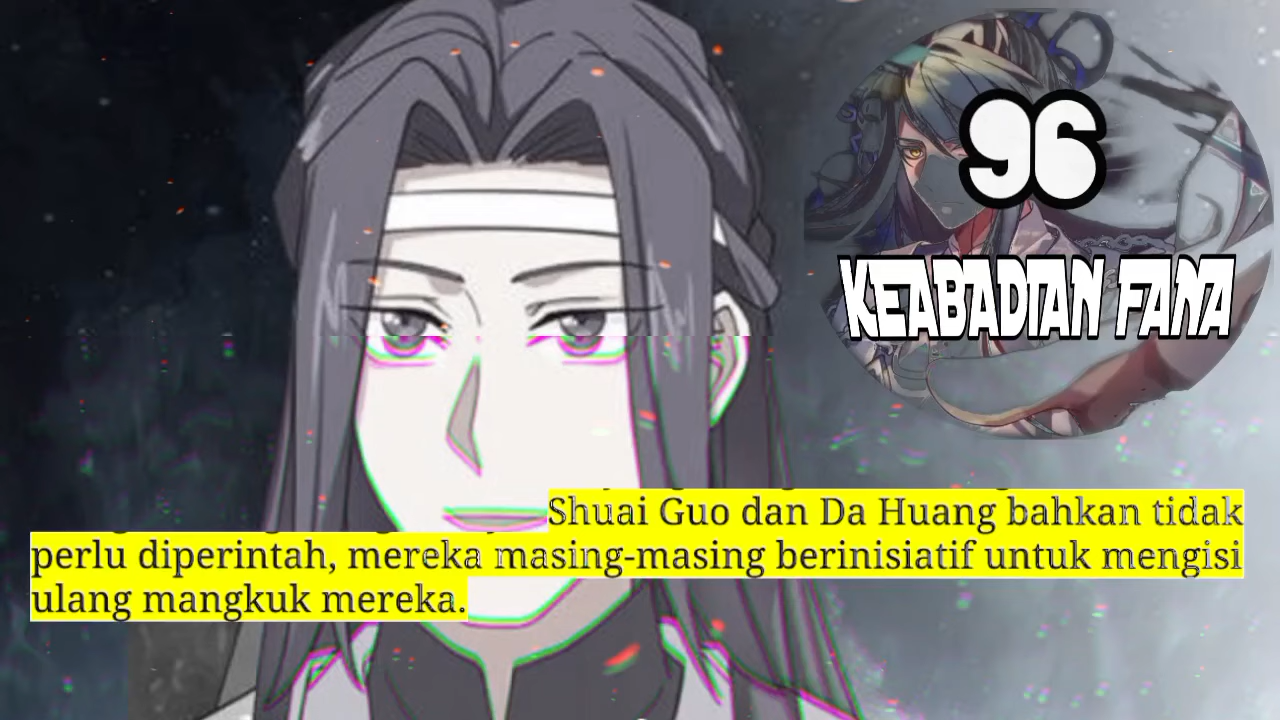 96
KEABADIAN FANA
Shuai Guo dan Da Huang bahkan tidak
perlu diperintah, mereka masing-masing berinisiatif untuk mengisi
ulang mangkuk mereka.